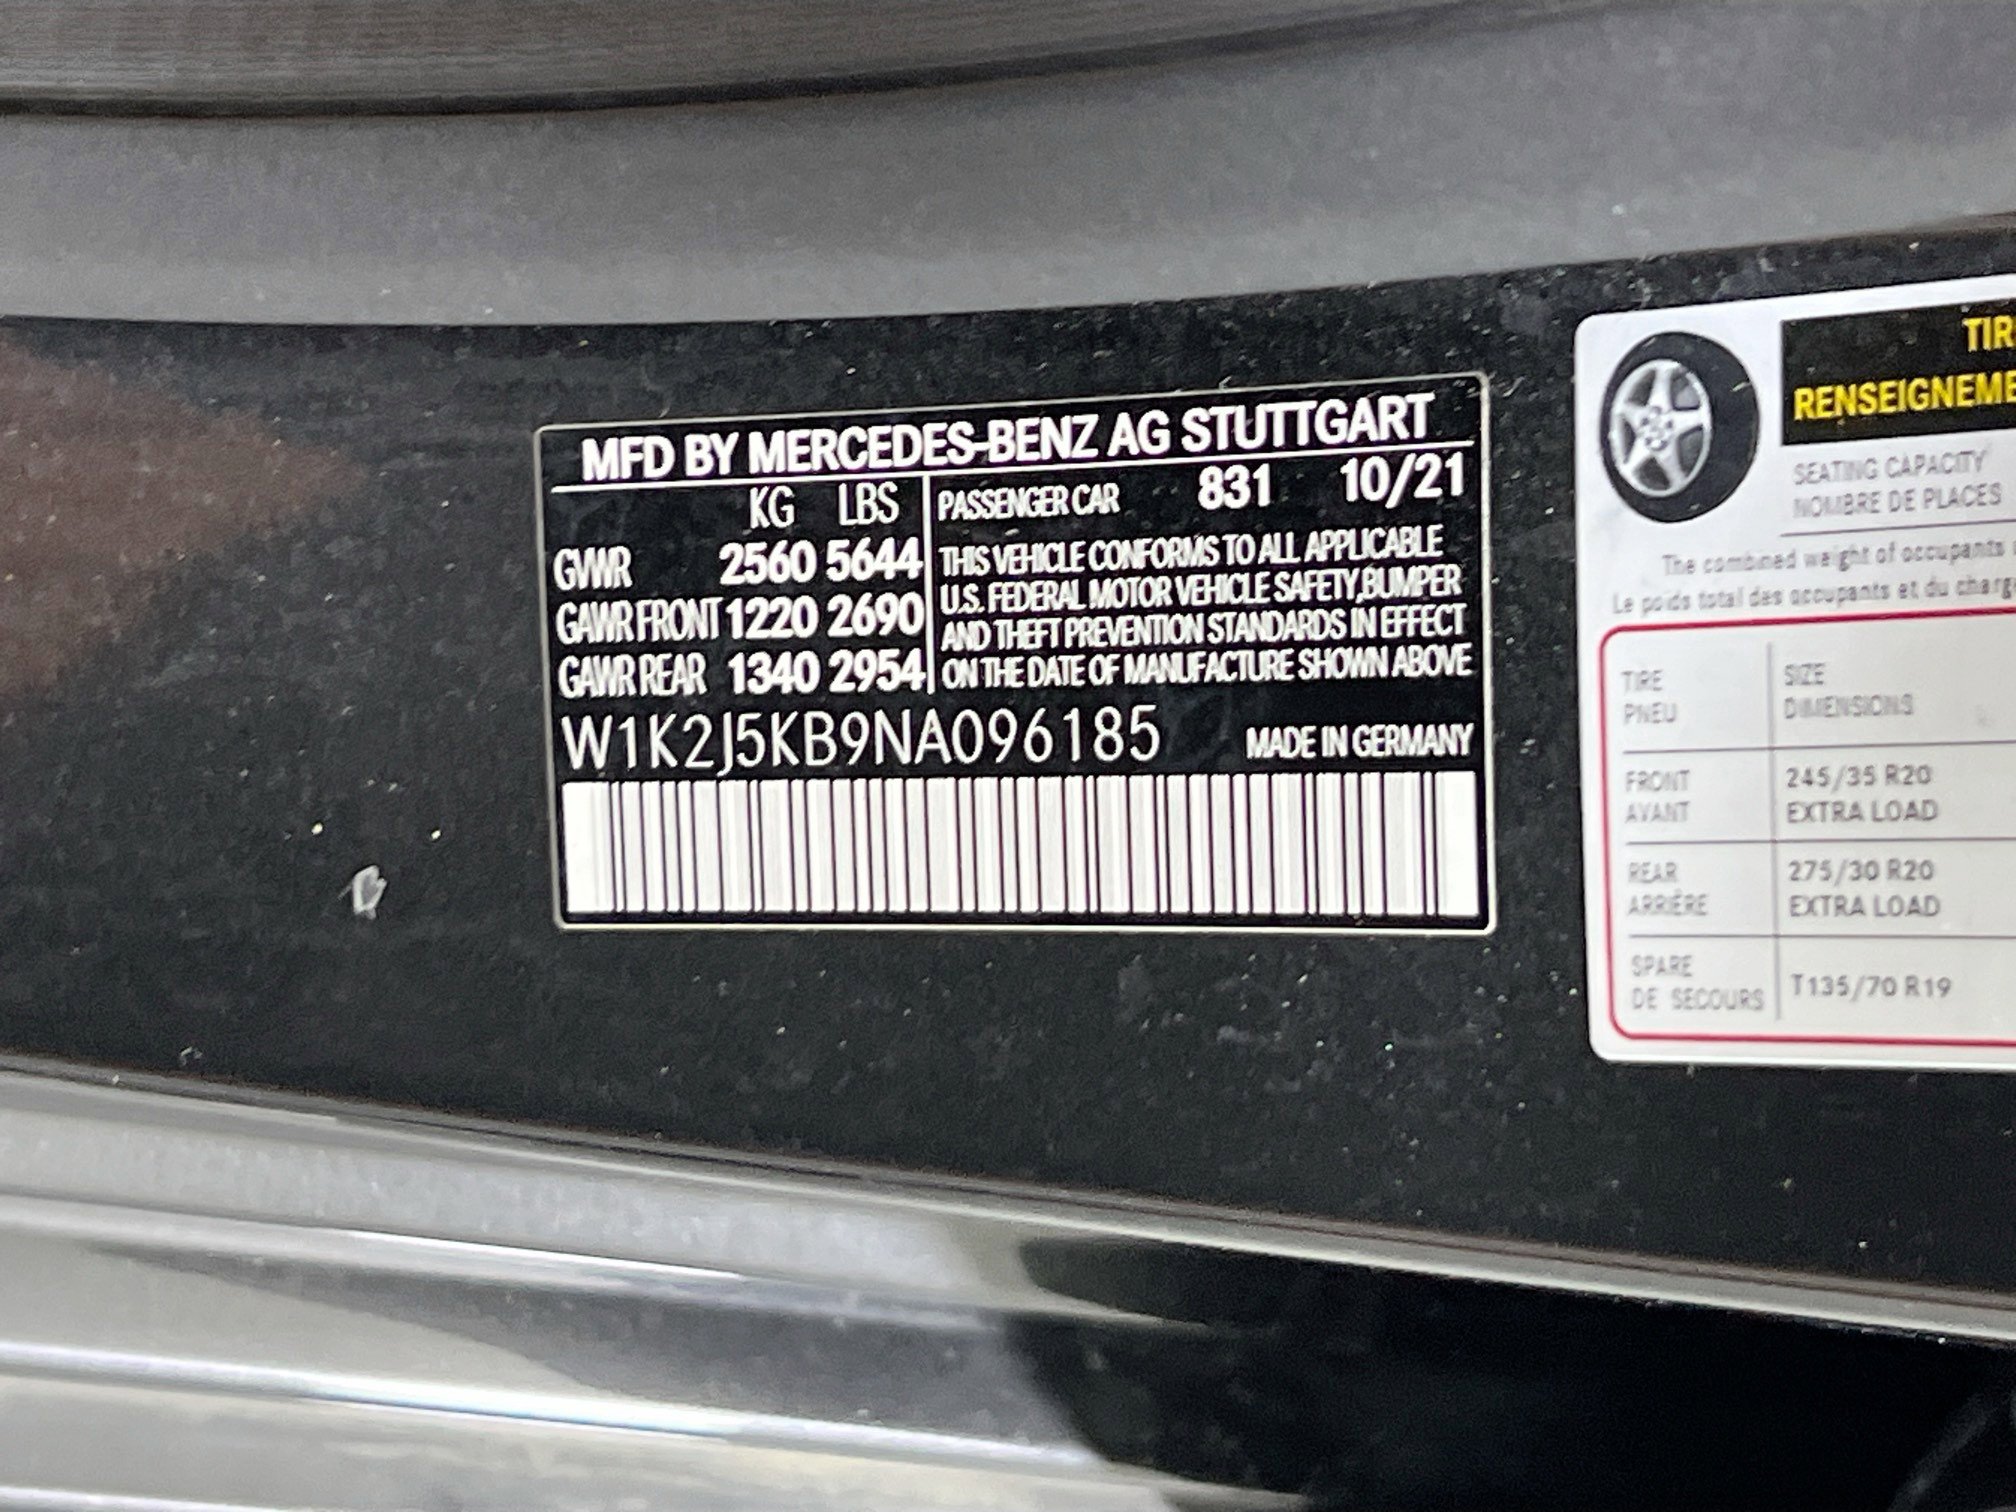 MFD BY MERCEDES-BENZ AG STUTTGART
KG LBS
GVWR 2560 5644
GAWR FRONT 1220 2690
GAWR REAR 1340 2954
PASSENGER CAR 831 10/21
THIS VEHICLE CONFORMS TO ALL APPLICABLE
U.S. FEDERAL MOTOR VEHICLE SAFETY,BUMPER
AND THEFT PREVENTION STANDARDS IN EFFECT
ON THE DATE OF MANUFACTURE SHOWN ABOVE
W1K2J5KB9NA096185 MADE IN GERMANY
TIR
RENSEIGNEME
SEATING CAPACITY
NOMBRE DE PLACES
The combined weight of occupants
Le poids total des occupants et du charg
TIRE SIZE
PNEU DIMENSIONS
FRONT 245/35 R20
AVANT EXTRA LOAD
REAR 275/30 R20
ARRIÈRE EXTRA LOAD
SPARE
DE SECOURS T135/70 R19